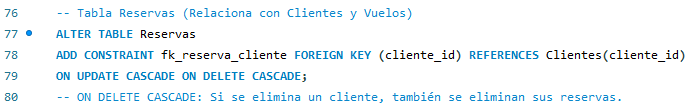 76 -- Tabla Reservas (Relaciona con Clientes y Vuelos)
77 ALTER TABLE Reservas
78 ADD CONSTRAINT fk_reserva_cliente FOREIGN KEY (cliente_id) REFERENCES Clientes(cliente_id)
79 ON UPDATE CASCADE ON DELETE CASCADE;
80 -- ON DELETE CASCADE: Si se elimina un cliente, también se eliminan sus reservas.